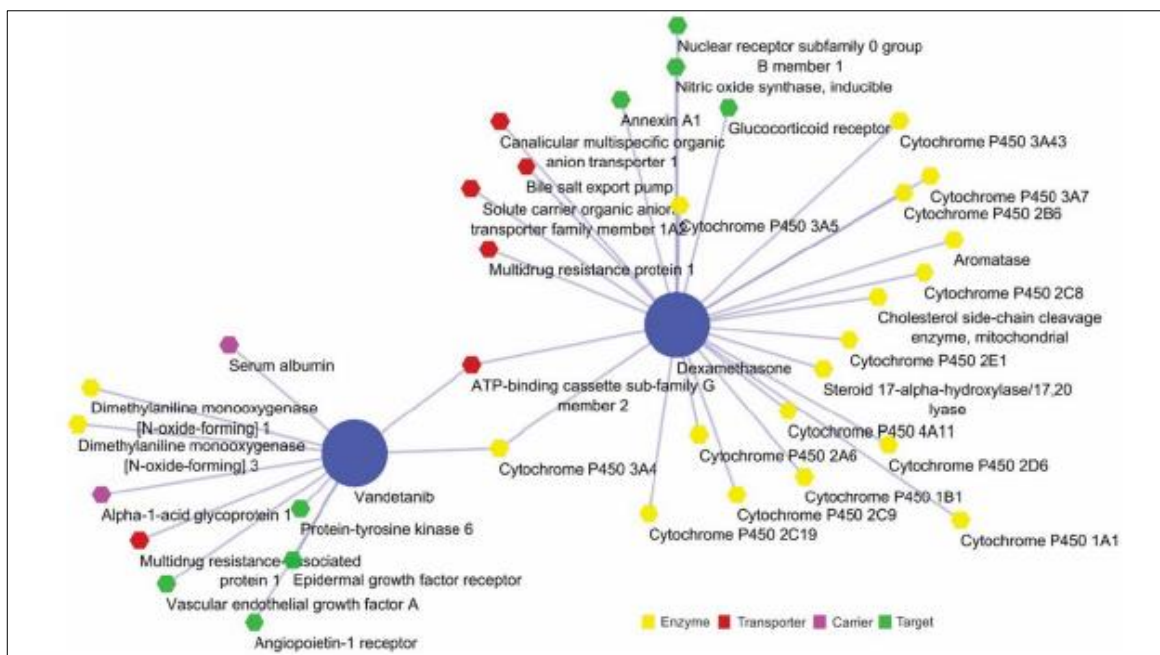 Nuclear receptor subfamily 0 group
B member 1
Nitric oxide synthase, inducible
Annexin A1
Glucocorticoid receptor
Cytochrome P450 3A43
Canalicular multispecific organic
anion transporter 1
Bile salt export pump
Cytochrome P450 3A7
Solute carrier organic anion
transporter family member 1A2
Cytochrome P450 3A5
Cytochrome P450 2B6
Aromatase
Multidrug resistance protein 1
Cytochrome P450 2C8
Cholesterol side-chain cleavage
enzyme, mitochondrial
Cytochrome P450 2E1
Serum albumin
Dexamethasone
ATP-binding cassette sub-family G
member 2
Steroid 17-alpha-hydroxylase/17,20
lyase
Dimethylaniline monooxygenase
[N-oxide-forming] 1
Cytochrome P450 4A11
Dimethylaniline monooxygenase
[N-oxide-forming] 3
Cytochrome P450 3A4
Cytochrome P450 2A6
Cytochrome P450 2D6
Vandetanib
Cytochrome P450 1B1
Alpha-1-acid glycoprotein 1
Protein-tyrosine kinase 6
Cytochrome P450 2C9
Cytochrome P450 2C19
Cytochrome P450 1A1
Multidrug resistance-associated
protein 1
Epidermal growth factor receptor
Vascular endothelial growth factor A
Angiopoietin-1 receptor
Enzyme Transporter Carrier Target